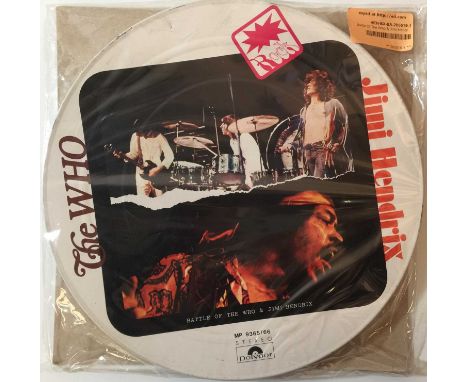 Rock
The WHO
Jimi Hendrix
BATTLE OF THE WHO & JIMI HENDRIX
MP 9365/66
STEREO
Polydor